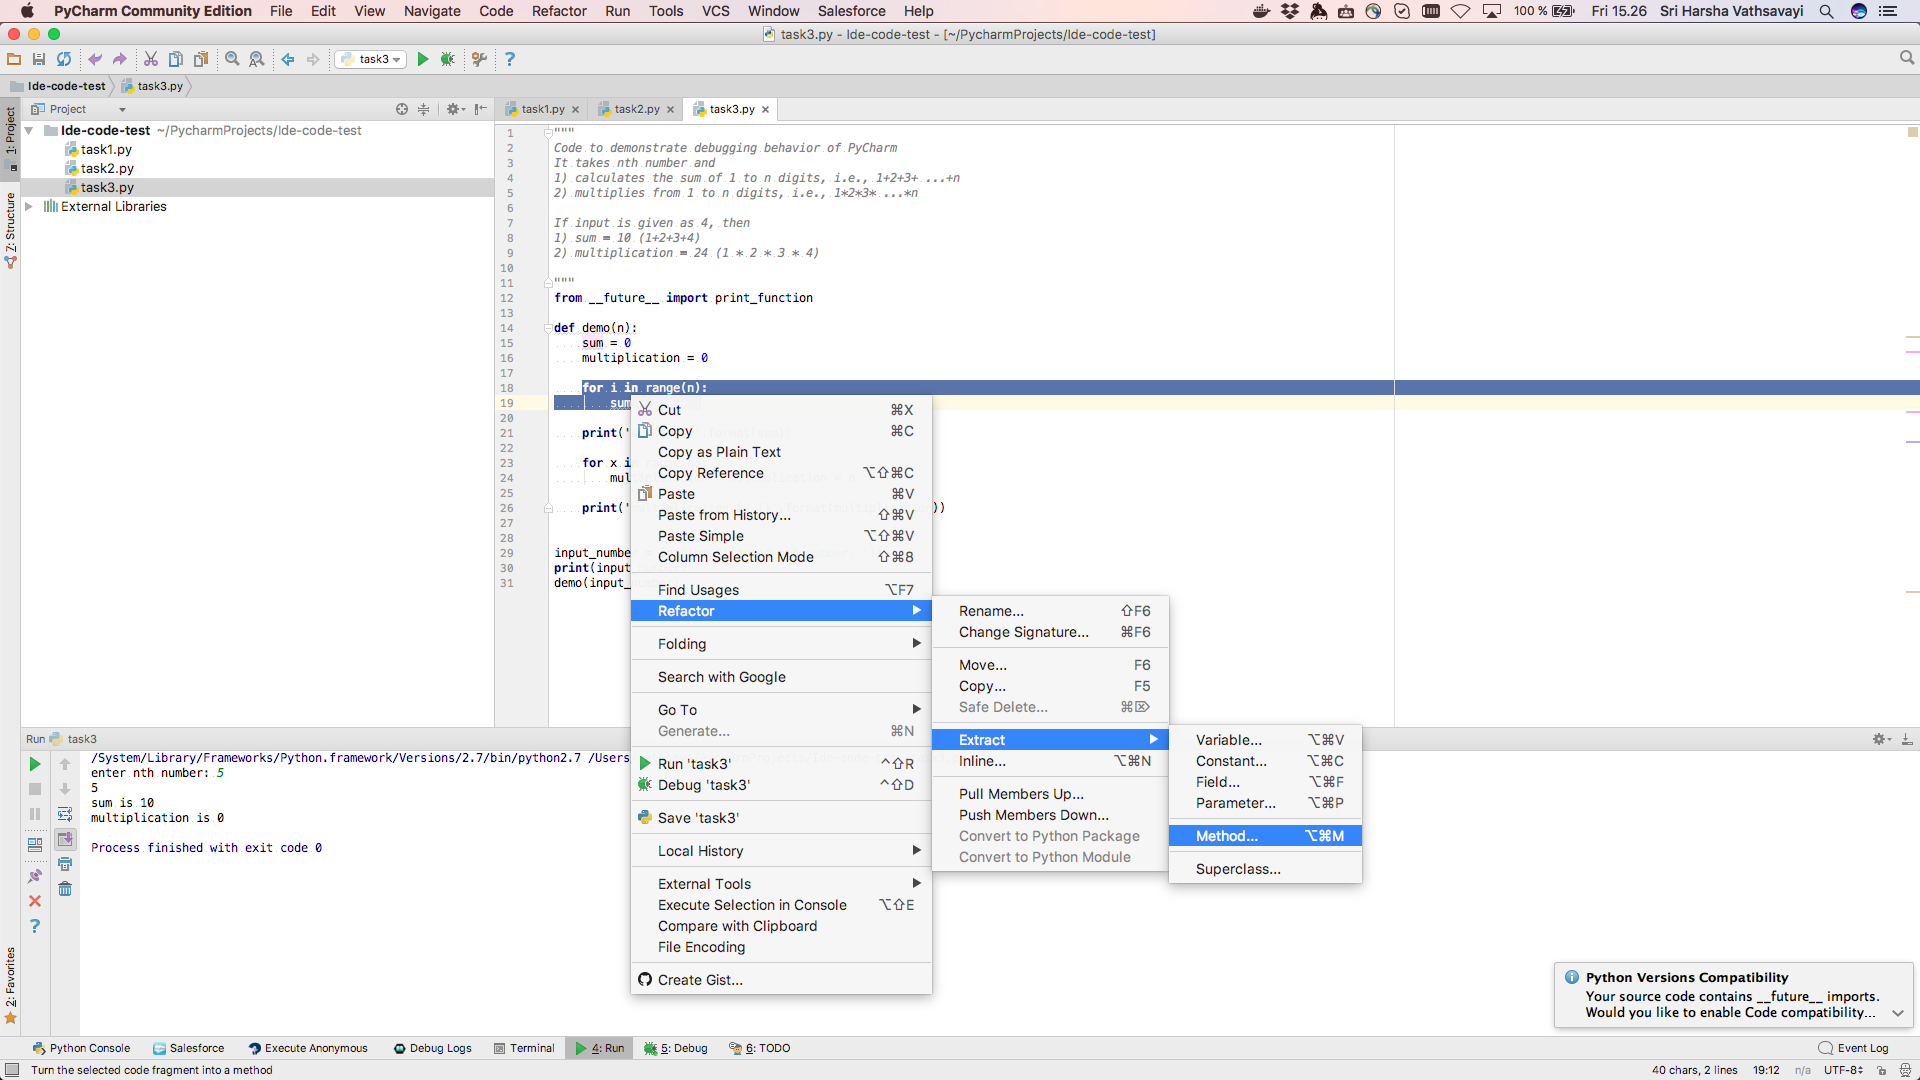 PyCharm Community Edition File Edit View Navigate Code Refactor Run Tools VCS Window Salesforce Help 100 % Fri 15.26 Sri Harsha Vathsavayi
task3.py - Ide-code-test - [~/PycharmProjects/Ide-code-test]
task3
Ide-code-test task3.py
1: Project
Z: Structure
2: Favorites
Project
Ide-code-test ~/PycharmProjects/Ide-code-test
task1.py
task2.py
task3.py
External Libraries
task1.py task2.py task3.py
1 """
2 Code to demonstrate debugging behavior of PyCharm
3 It takes nth number and
4 1) calculates the sum of 1 to n digits, i.e., 1+2+3+ ...+n
5 2) multiplies from 1 to n digits, i.e., 1*2*3* ...*n
6
7 If input is given as 4, then
8 1) sum = 10 (1+2+3+4)
9 2) multiplication = 24 (1 * 2 * 3 * 4)
10
11 """
12 from __future__ import print_function
13
14 def demo(n):
15 sum = 0
16 multiplication = 0
17
18 for i in range(n):
19 sum
20
21 print('
22
23 for x i
24 mul
25
26 print(' ))
27
28
29 input_number
30 print(input
31 demo(input_
Cut ⌘X
Copy ⌘C
Copy as Plain Text
Copy Reference ⌥⇧⌘C
Paste ⌘V
Paste from History... ⇧⌘V
Paste Simple ⌥⇧⌘V
Column Selection Mode ⇧⌘8
Find Usages ⌥F7
Refactor
Folding
Search with Google
Go To
Generate... ⌘N
Run 'task3' ^⇧R
Debug 'task3' ^⇧D
Save 'task3'
Local History
External Tools
Execute Selection in Console ⌥⇧E
Compare with Clipboard
File Encoding
Create Gist...
Rename... ⇧F6
Change Signature... ⌘F6
Move... F6
Copy... F5
Safe Delete... ⌘⌦
Extract
Inline... ⌥⌘N
Pull Members Up...
Push Members Down...
Convert to Python Package
Convert to Python Module
Variable... ⌥⌘V
Constant... ⌥⌘C
Field... ⌥⌘F
Parameter... ⌥⌘P
Method... ⌥⌘M
Superclass...
Run task3
/System/Library/Frameworks/Python.framework/Versions/2.7/bin/python2.7 /Users
enter nth number: 5
5
sum is 10
multiplication is 0
Process finished with exit code 0
Python Versions Compatibility
Your source code contains __future__ imports.
Would you like to enable Code compatibility...
Python Console Salesforce Execute Anonymous Debug Logs Terminal 4: Run 5: Debug 6: TODO Event Log
Turn the selected code fragment into a method 40 chars, 2 lines 19:12 n/a UTF-8